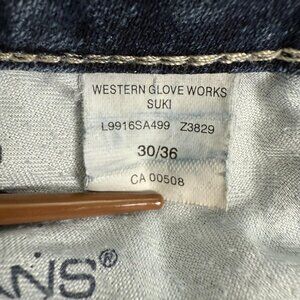 WESTERN GLOVE WORKS
SUKI
L9916SA499 Z3829
30/36
CA 00508
ANS®